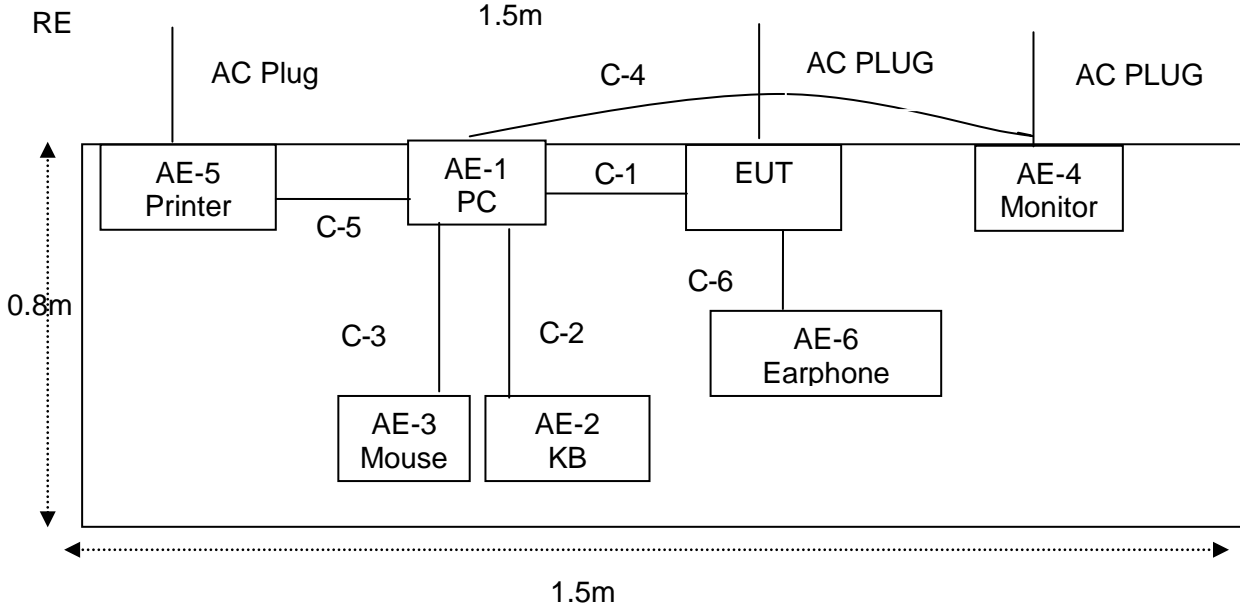 RE
1.5m
AC Plug
C-4
AC PLUG
AC PLUG
AE-5
Printer
AE-1
PC
C-1
EUT
AE-4
Monitor
C-5
C-6
0.8m
C-3
C-2
AE-6
Earphone
AE-3
Mouse
AE-2
KB
1.5m